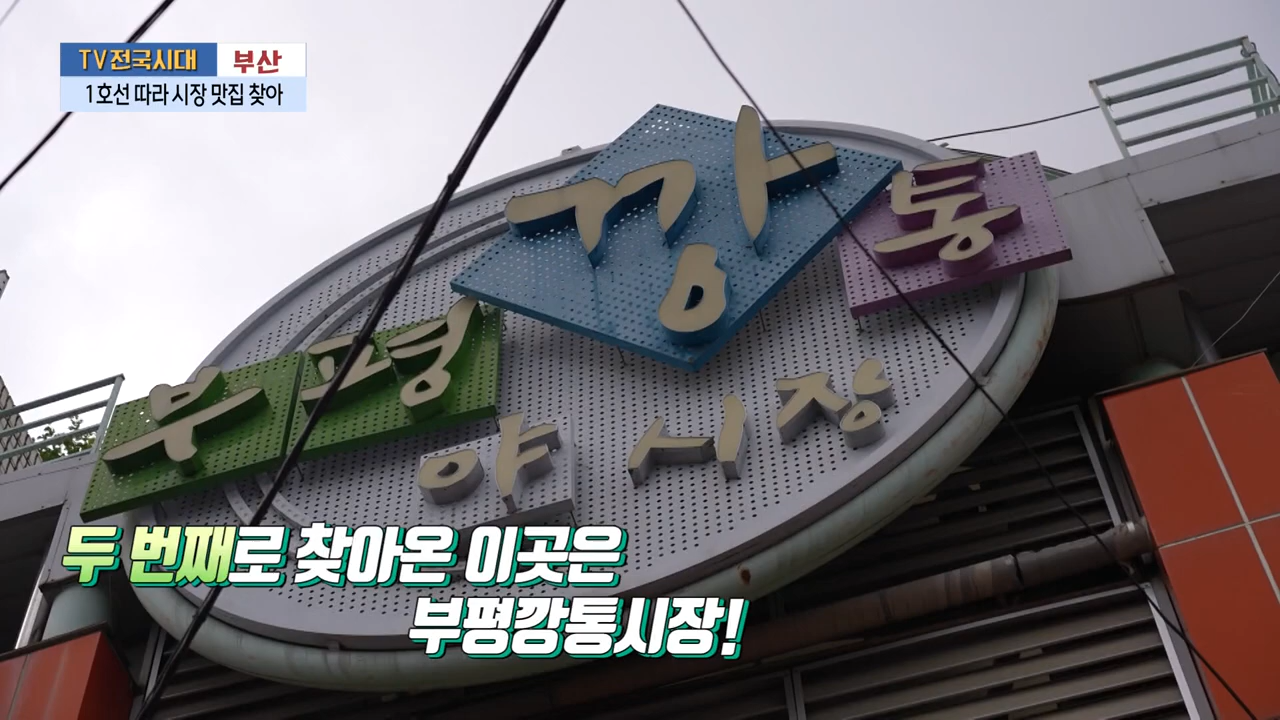 TV전국시대 부산
1호선 따라 시장 맛집 찾아
부평 깡통
야시장
두 번째로 찾아온 이곳은
부평깡통시장!